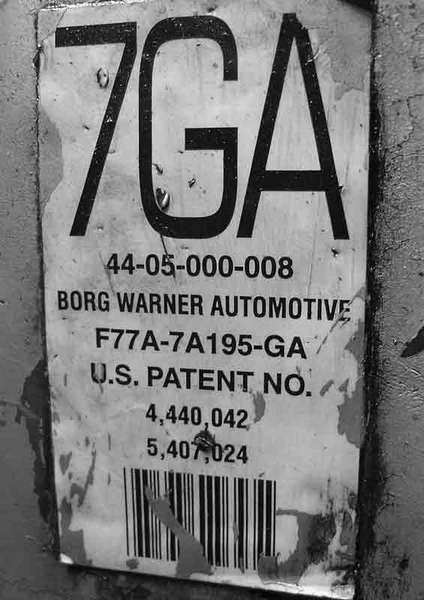 7GA
44-05-000-008
BORG WARNER AUTOMOTIVE
F77A-7A195-GA
U.S. PATENT NO.
4,440,042
5,407,024